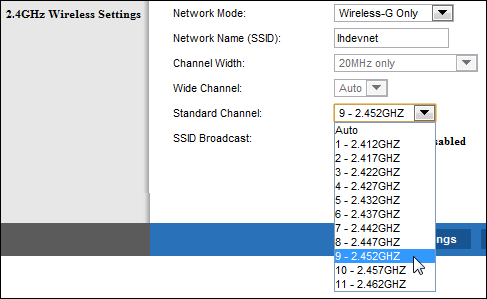 2.4GHz Wireless Settings
Network Mode: Wireless-G Only
Network Name (SSID): lhdevnet
Channel Width: 20MHz only
Wide Channel: Auto
Standard Channel: 9 - 2.452GHZ
SSID Broadcast: sabled
Auto
1 - 2.412GHZ
2 - 2.417GHZ
3 - 2.422GHZ
4 - 2.427GHZ
5 - 2.432GHZ
6 - 2.437GHZ
7 - 2.442GHZ
8 - 2.447GHZ
9 - 2.452GHZ
10 - 2.457GHZ
11 - 2.462GHZ
ngs